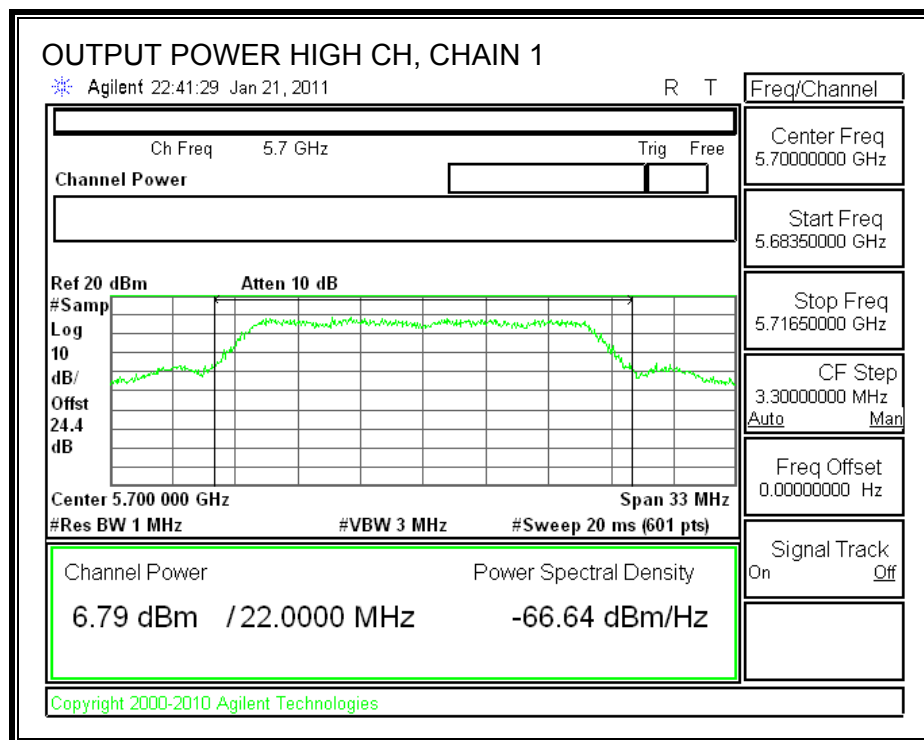 OUTPUT POWER HIGH CH, CHAIN 1
Agilent 22:41:29 Jan 21, 2011 R T
Freq/Channel
Ch Freq 5.7 GHz Trig Free
Channel Power
Center Freq
5.70000000 GHz
Start Freq
5.68350000 GHz
Stop Freq
5.71650000 GHz
CF Step
3.30000000 MHz
Auto Man
Freq Offset
0.00000000 Hz
Signal Track
On Off
Ref 20 dBm Atten 10 dB
#Samp
Log
10
dB/
Offst
24.4
dB
Center 5.700 000 GHz Span 33 MHz
#Res BW 1 MHz #VBW 3 MHz #Sweep 20 ms (601 pts)
Channel Power Power Spectral Density
6.79 dBm / 22.0000 MHz -66.64 dBm/Hz
Copyright 2000-2010 Agilent Technologies